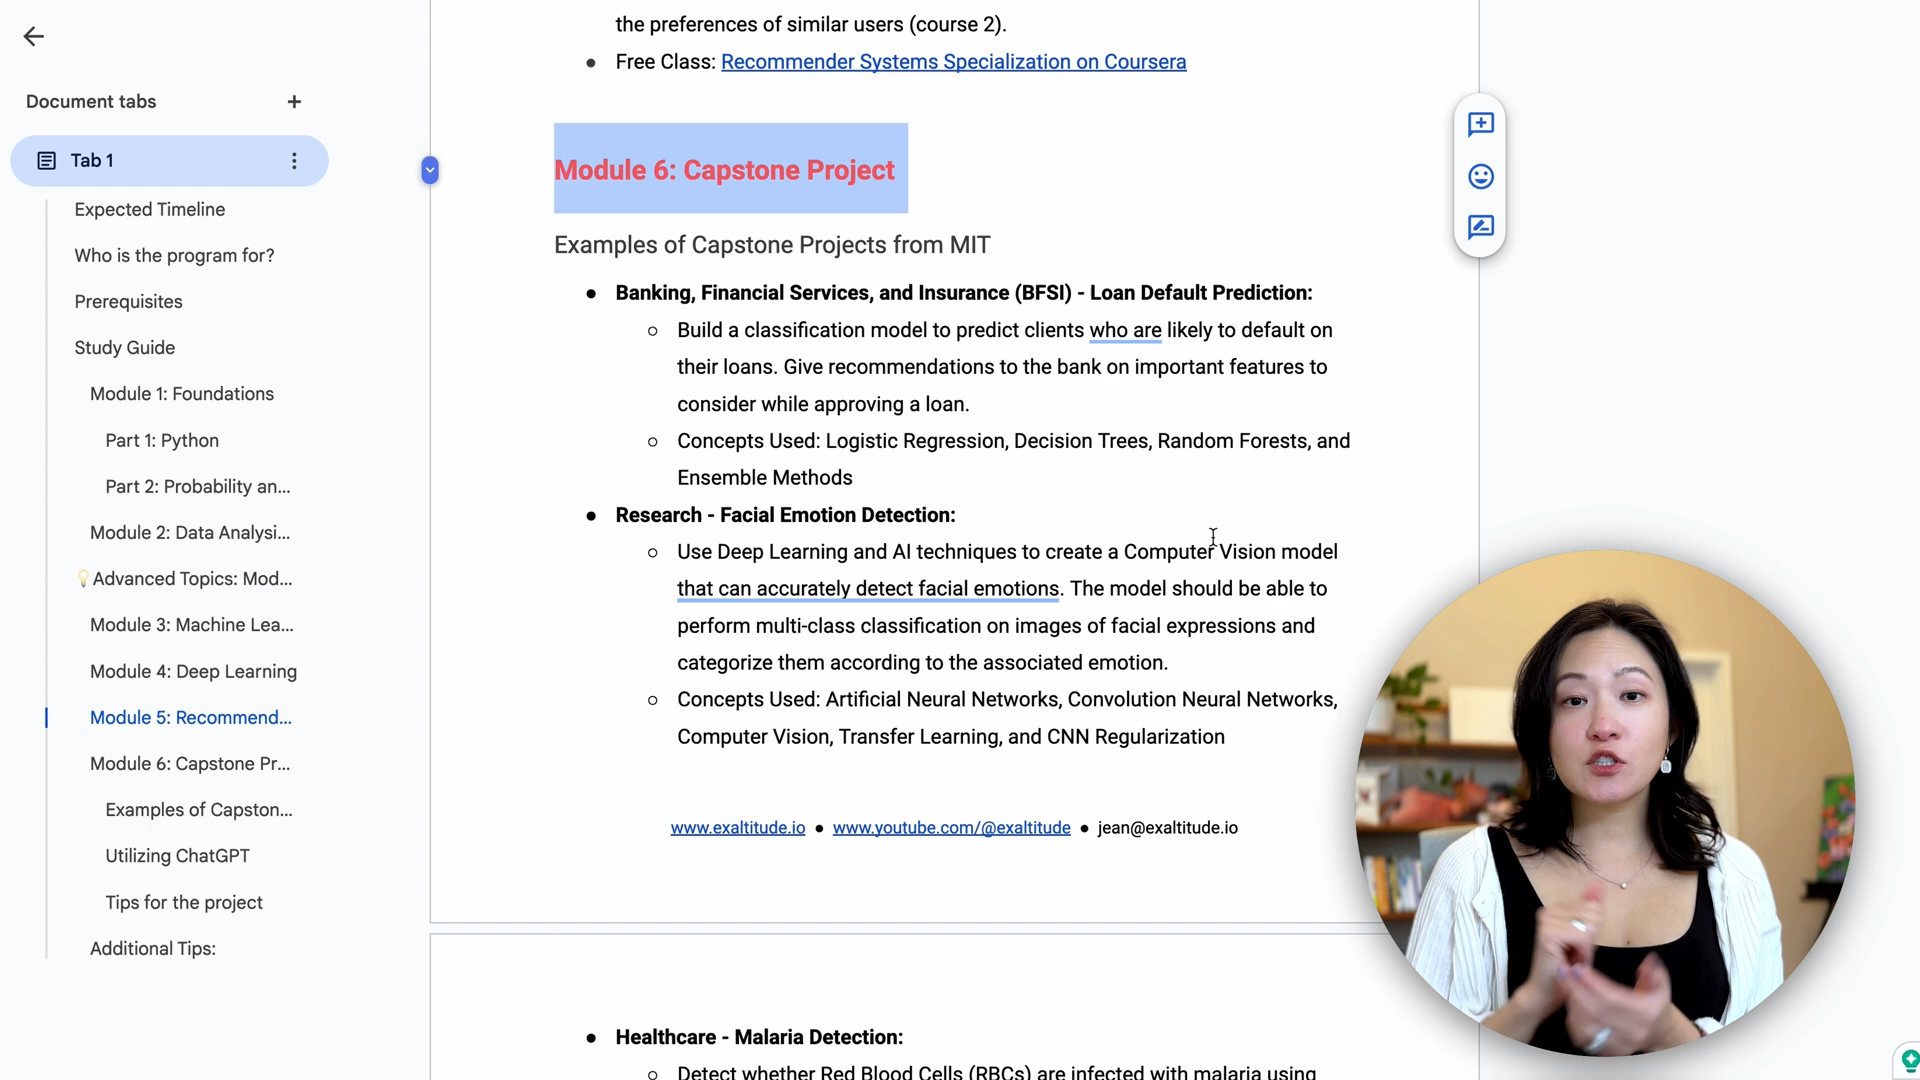 Document tabs
Tab 1
Expected Timeline
Who is the program for?
Prerequisites
Study Guide
Module 1: Foundations
Part 1: Python
Part 2: Probability an...
Module 2: Data Analysi...
Advanced Topics: Mod...
Module 3: Machine Lea...
Module 4: Deep Learning
Module 5: Recommend...
Module 6: Capstone Pr...
Examples of Capston...
Utilizing ChatGPT
Tips for the project
Additional Tips:
the preferences of similar users (course 2).
● Free Class: Recommender Systems Specialization on Coursera
Module 6: Capstone Project
Examples of Capstone Projects from MIT
● Banking, Financial Services, and Insurance (BFSI) - Loan Default Prediction:
○ Build a classification model to predict clients who are likely to default on
their loans. Give recommendations to the bank on important features to
consider while approving a loan.
○ Concepts Used: Logistic Regression, Decision Trees, Random Forests, and
Ensemble Methods
● Research - Facial Emotion Detection:
○ Use Deep Learning and AI techniques to create a Computer Vision model
that can accurately detect facial emotions. The model should be able to
perform multi-class classification on images of facial expressions and
categorize them according to the associated emotion.
○ Concepts Used: Artificial Neural Networks, Convolution Neural Networks,
Computer Vision, Transfer Learning, and CNN Regularization
www.exaltitude.io ● www.youtube.com/@exaltitude ● jean@exaltitude.io
● Healthcare - Malaria Detection:
○ Detect whether Red Blood Cells (RBCs) are infected with malaria using